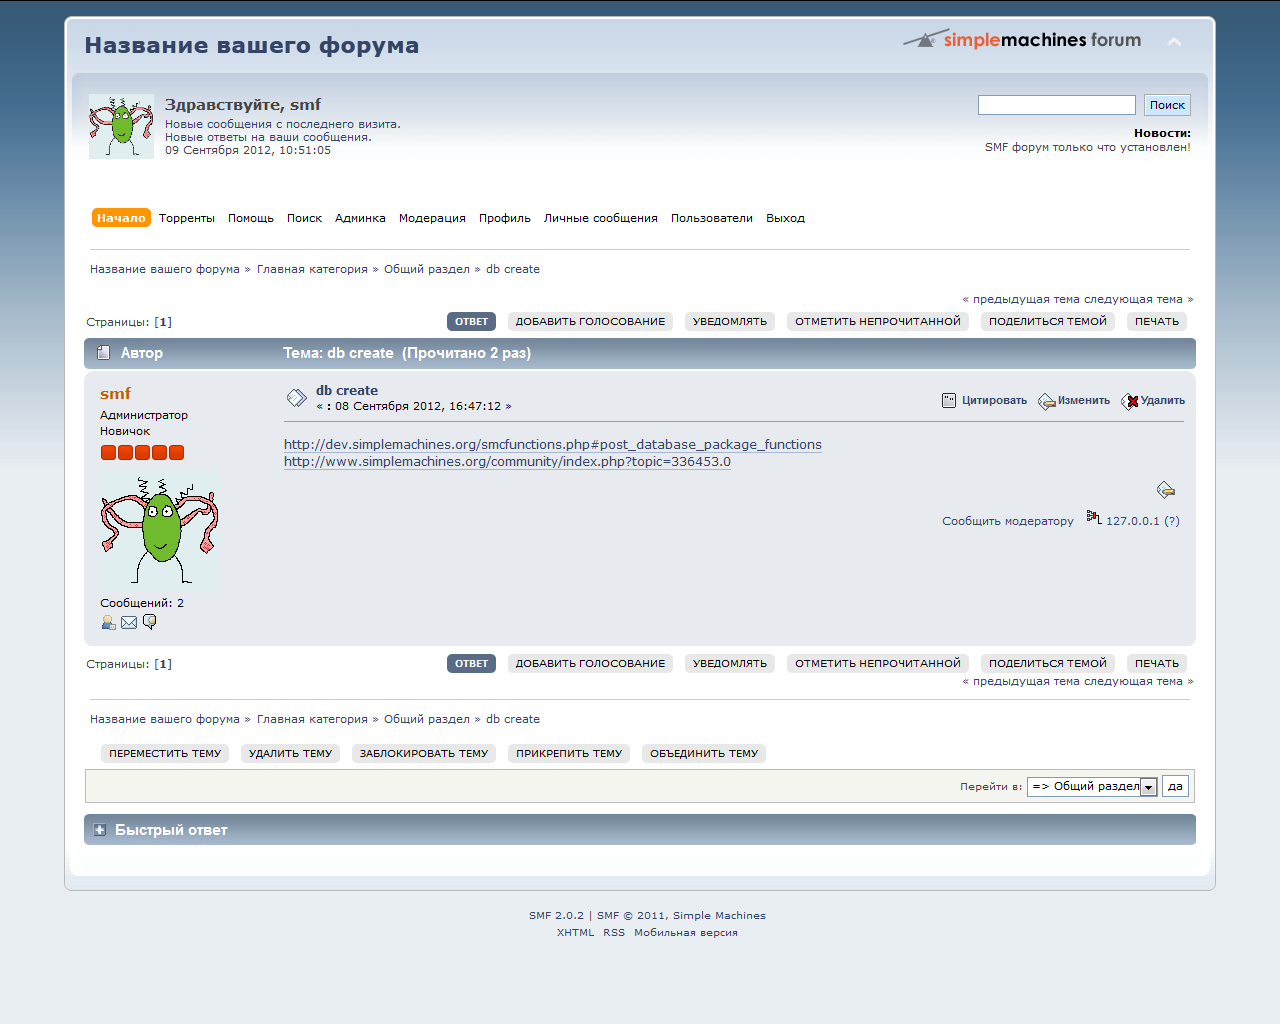 Название вашего форума
simplemachines forum
Здравствуйте, smf
Новые сообщения с последнего визита.
Новые ответы на ваши сообщения.
09 Сентября 2012, 10:51:05
Поиск
Новости:
SMF форум только что установлен!
Начало Торренты Помощь Поиск Админка Модерация Профиль Личные сообщения Пользователи Выход
Название вашего форума » Главная категория » Общий раздел » db create
« предыдущая тема следующая тема »
Страницы: [1] ОТВЕТ ДОБАВИТЬ ГОЛОСОВАНИЕ УВЕДОМЛЯТЬ ОТМЕТИТЬ НЕПРОЧИТАННОЙ ПОДЕЛИТЬСЯ ТЕМОЙ ПЕЧАТЬ
Автор Тема: db create (Прочитано 2 раз)
smf
Администратор
Новичок
Сообщений: 2
db create
« : 08 Сентября 2012, 16:47:12 »
Цитировать Изменить Удалить
http://dev.simplemachines.org/smcfunctions.php#post_database_package_functions
http://www.simplemachines.org/community/index.php?topic=336453.0
Сообщить модератору 127.0.0.1 (?)
Страницы: [1] ОТВЕТ ДОБАВИТЬ ГОЛОСОВАНИЕ УВЕДОМЛЯТЬ ОТМЕТИТЬ НЕПРОЧИТАННОЙ ПОДЕЛИТЬСЯ ТЕМОЙ ПЕЧАТЬ
« предыдущая тема следующая тема »
Название вашего форума » Главная категория » Общий раздел » db create
ПЕРЕМЕСТИТЬ ТЕМУ УДАЛИТЬ ТЕМУ ЗАБЛОКИРОВАТЬ ТЕМУ ПРИКРЕПИТЬ ТЕМУ ОБЪЕДИНИТЬ ТЕМУ
Перейти в: => Общий раздел да
Быстрый ответ
SMF 2.0.2 | SMF © 2011, Simple Machines
XHTML RSS Мобильная версия